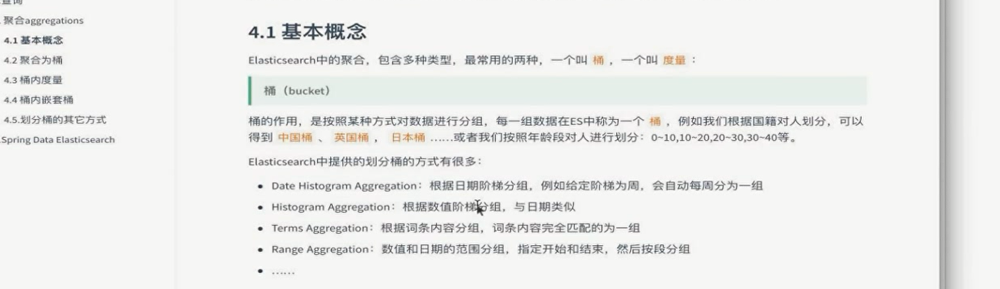 查询
聚合aggregations
4.1 基本概念
4.2 聚合为桶
4.3 桶内度量
4.4 桶内嵌套桶
4.5.划分桶的其它方式
.Spring Data Elasticsearch
4.1 基本概念
Elasticsearch中的聚合，包含多种类型，最常用的两种，一个叫 桶 ，一个叫 度量 ：
桶（bucket）
桶的作用，是按照某种方式对数据进行分组，每一组数据在ES中称为一个 桶 ，例如我们根据国籍对人划分，可以
得到 中国桶 、 英国桶 ， 日本桶 ……或者我们按照年龄段对人进行划分：0~10,10~20,20~30,30~40等。
Elasticsearch中提供的划分桶的方式有很多：
• Date Histogram Aggregation：根据日期阶梯分组，例如给定阶梯为周，会自动每周分为一组
• Histogram Aggregation：根据数值阶梯分组，与日期类似
• Terms Aggregation：根据词条内容分组，词条内容完全匹配的为一组
• Range Aggregation：数值和日期的范围分组，指定开始和结束，然后按段分组
• ……